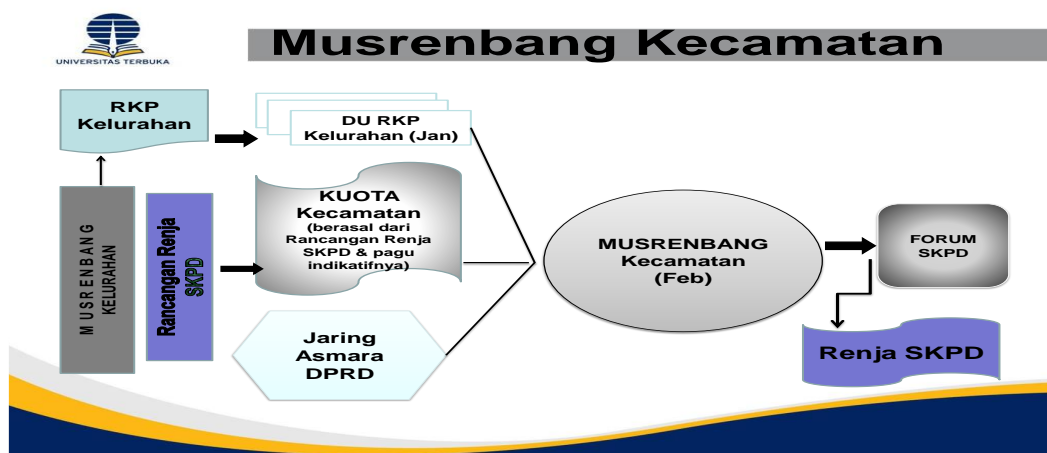 UNIVERSITAS TERBUKA
Musrenbang Kecamatan
RKP
Kelurahan
DU RKP
Kelurahan (Jan)
MUSRENBANG
KELURAHAN
Rancangan Renja
SKPD
KUOTA
Kecamatan
(berasal dari
Rancangan Renja
SKPD & pagu
indikatifnya)
Jaring
Asmara
DPRD
MUSRENBANG
Kecamatan
(Feb)
FORUM
SKPD
Renja SKPD